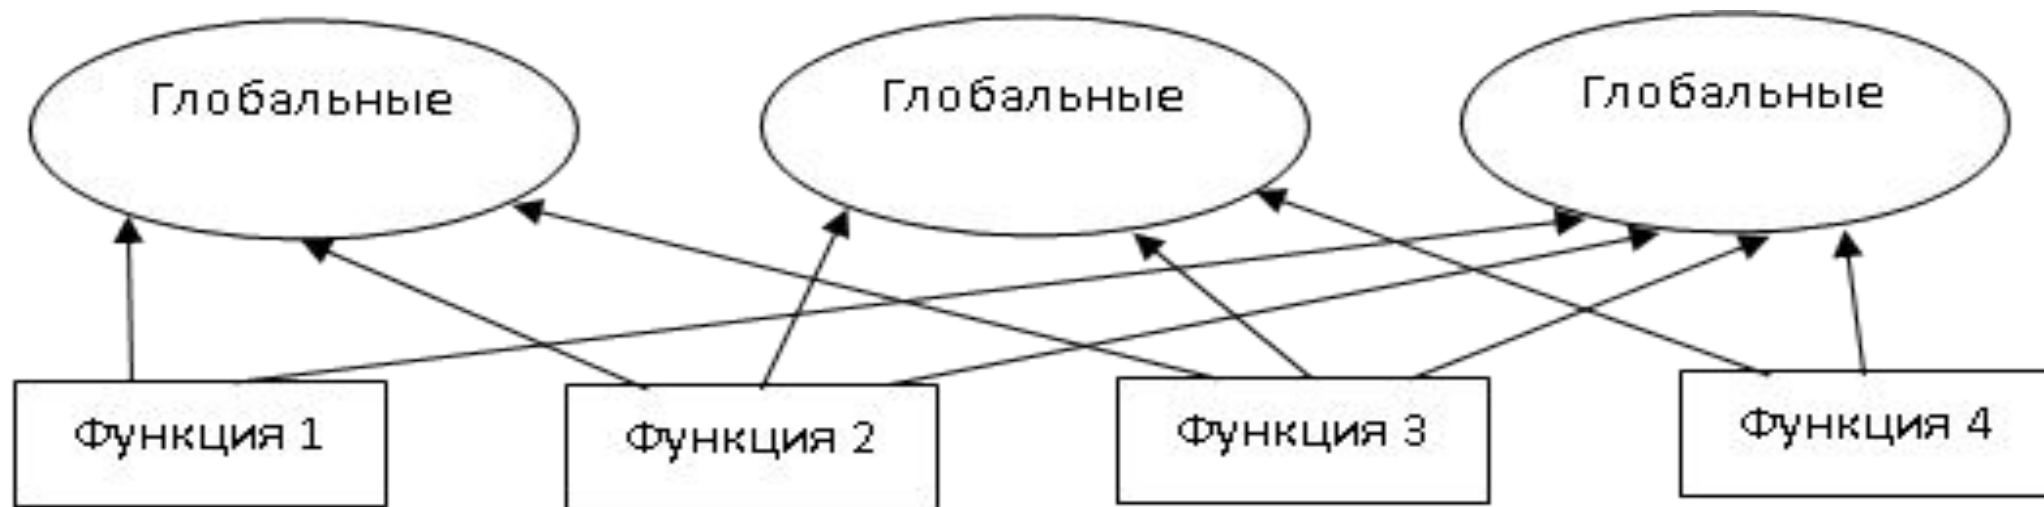 Глобальные
Глобальные
Глобальные
Функция 1
Функция 2
Функция 3
Функция 4